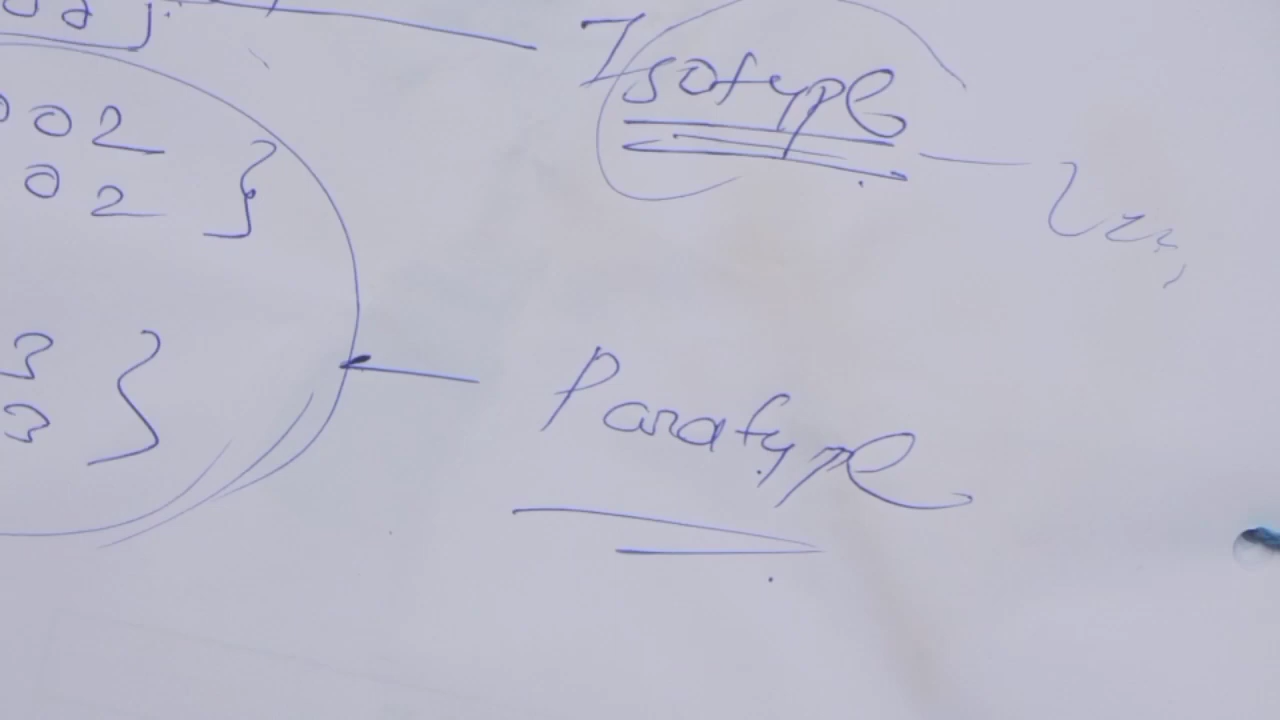 Isotype
002 }
02
3 }
3
Paratype